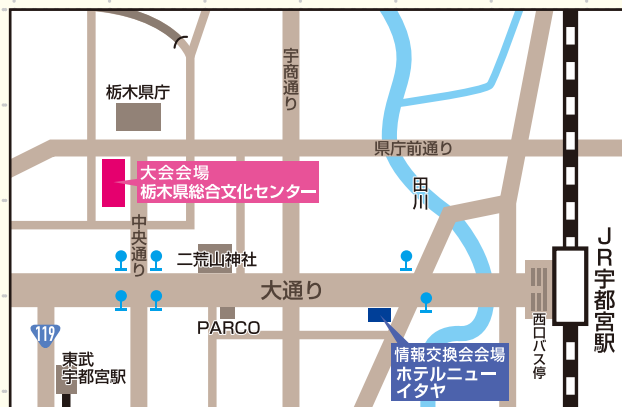 宇商通り
栃木県庁
県庁前通り
大会会場
栃木県総合文化センター
田川
中央通り
二荒山神社
大通り
JR宇都宮駅
PARCO
西口バス停
119
情報交換会会場
ホテルニュー
イタヤ
東武
宇都宮駅